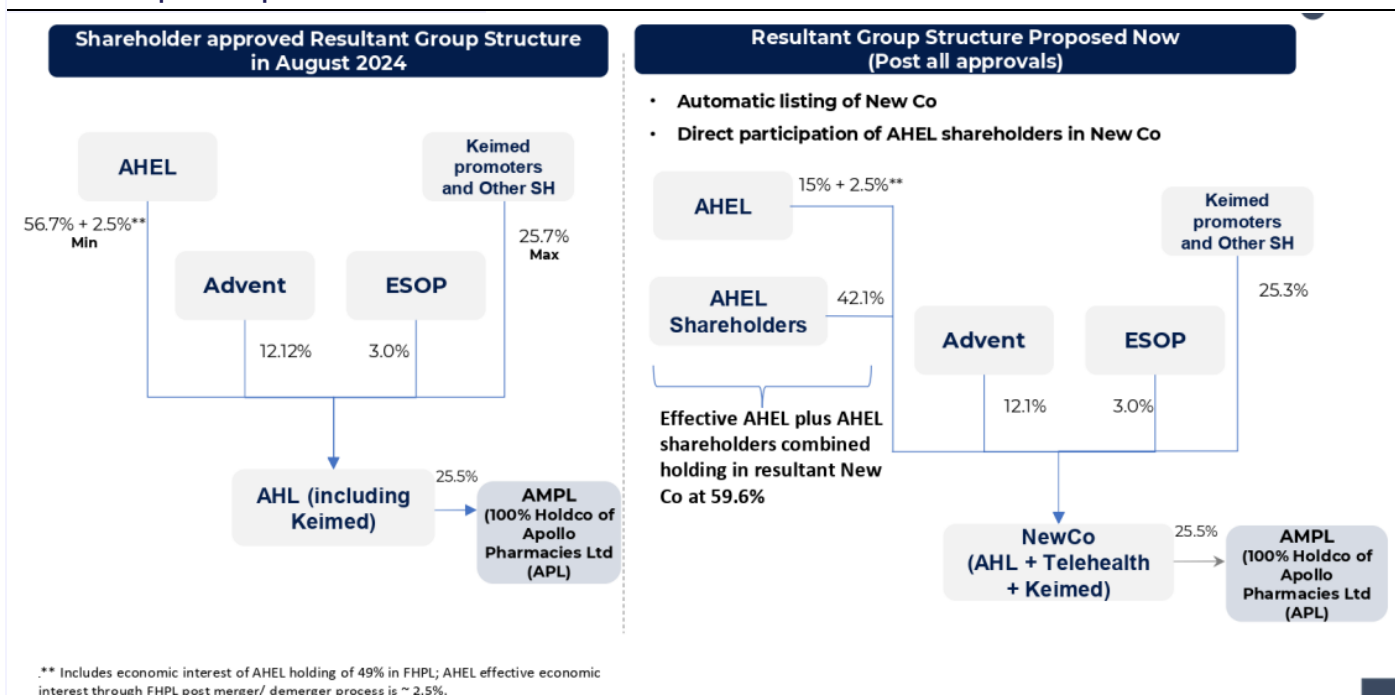 Shareholder approved Resultant Group Structure
in August 2024
AHEL
Keimed
promoters
and Other SH
56.7% + 2.5%**
Min
25.7%
Max
Advent
ESOP
12.12%
3.0%
AHL (including
Keimed)
25.5%
AMPL
(100% Holdco of
Apollo
Pharmacies Ltd
(APL)
.** Includes economic interest of AHEL holding of 49% in FHPL; AHEL effective economic
interest through FHPL post merger/ demerger process is ~ 2.5%.
Resultant Group Structure Proposed Now
(Post all approvals)
• Automatic listing of New Co
• Direct participation of AHEL shareholders in New Co
AHEL
15% + 2.5%**
Keimed
promoters
and Other SH
AHEL
Shareholders
42.1%
25.3%
Advent
ESOP
12.1%
3.0%
Effective AHEL plus AHEL
shareholders combined
holding in resultant New
Co at 59.6%
NewCo
(AHL + Telehealth
+ Keimed)
25.5%
AMPL
(100% Holdco of
Apollo
Pharmacies Ltd
(APL)